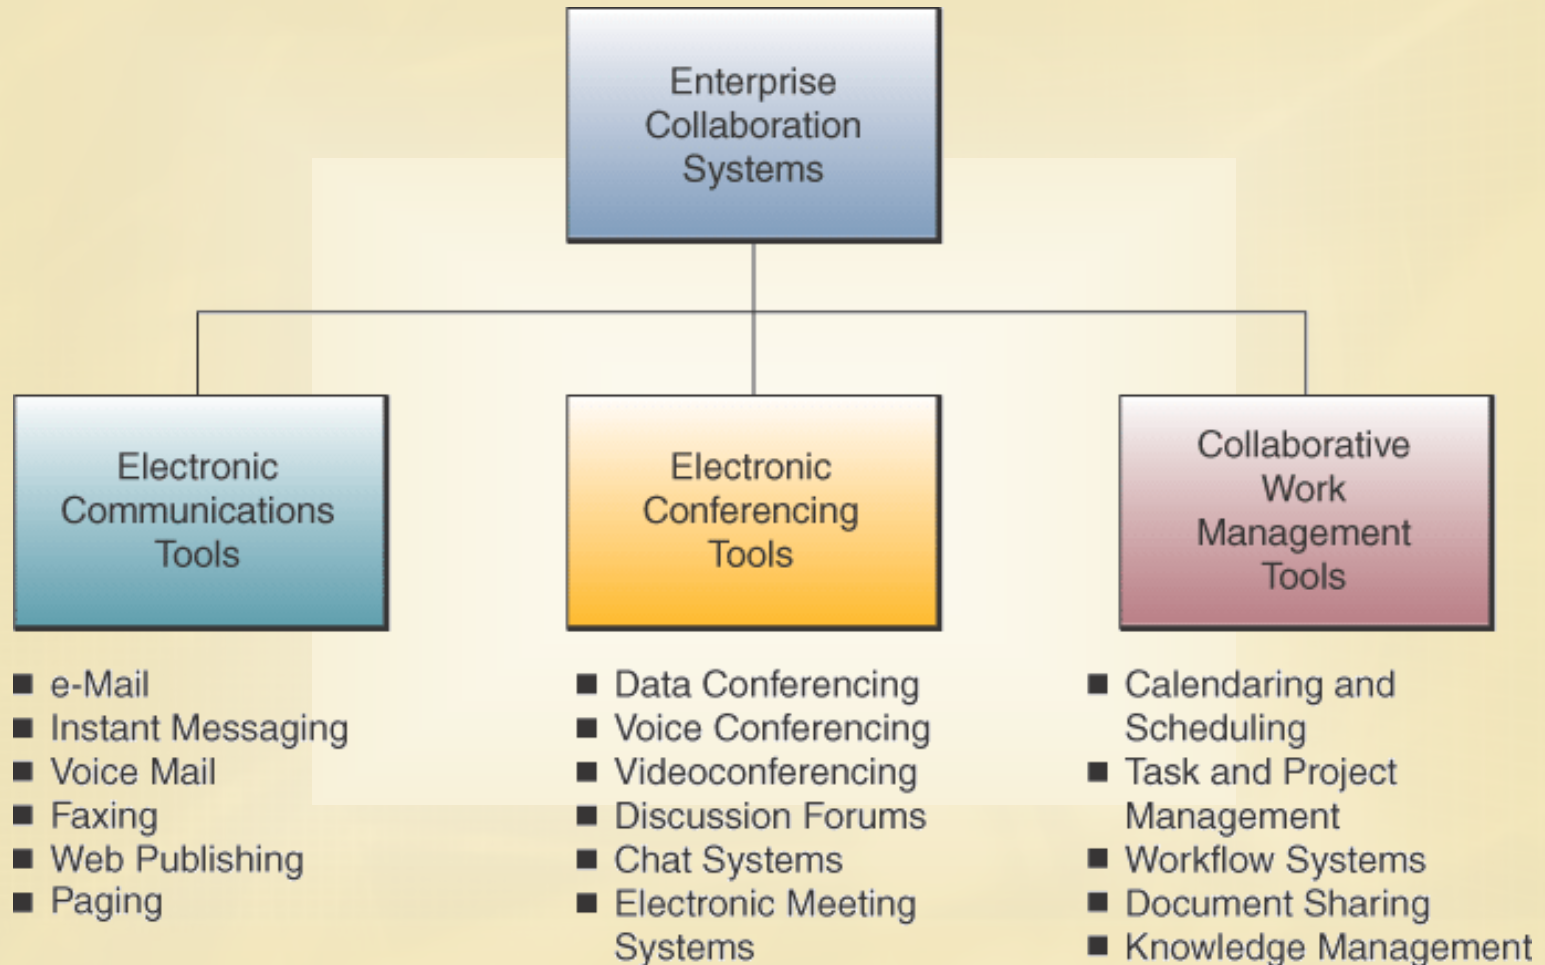 Enterprise
Collaboration
Systems
Electronic
Communications
Tools
Electronic
Conferencing
Tools
Collaborative
Work
Management
Tools
■ e-Mail
■ Instant Messaging
■ Voice Mail
■ Faxing
■ Web Publishing
■ Paging
■ Data Conferencing
■ Voice Conferencing
■ Videoconferencing
■ Discussion Forums
■ Chat Systems
■ Electronic Meeting
Systems
■ Calendaring and
Scheduling
■ Task and Project
Management
■ Workflow Systems
■ Document Sharing
■ Knowledge Management